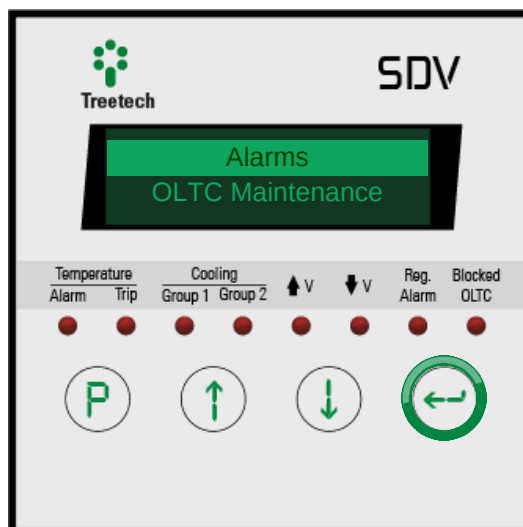 Treetech
SDV
Alarms
OLTC Maintenance
Temperature
Alarm Trip
Cooling
Group 1 Group 2
V
V
Reg.
Alarm
Blocked
OLTC
P